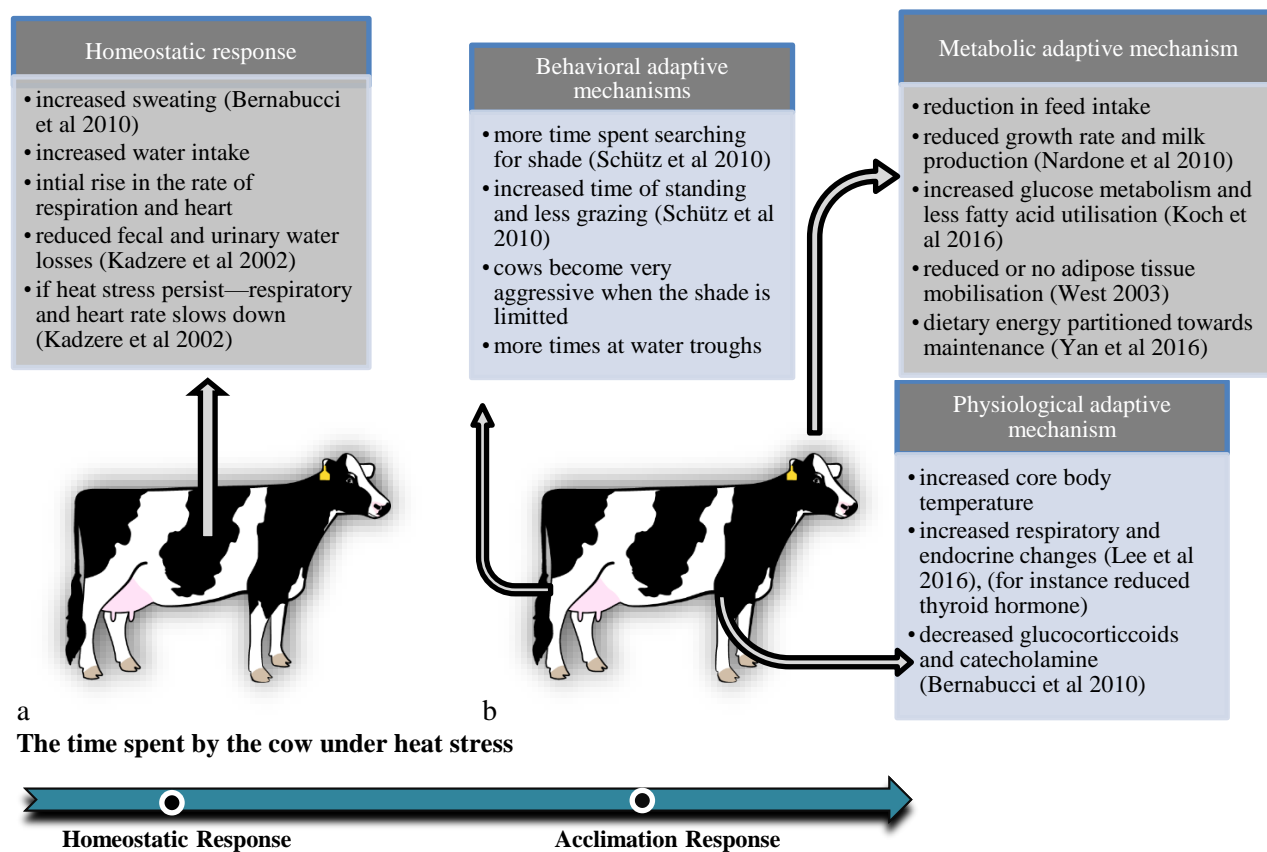 Homeostatic response
• increased sweating (Bernabucci
et al 2010)
• increased water intake
• intial rise in the rate of
respiration and heart
• reduced fecal and urinary water
losses (Kadzere et al 2002)
• if heat stress persist—respiratory
and heart rate slows down
(Kadzere et al 2002)
Behavioral adaptive
mechanisms
• more time spent searching
for shade (Schütz et al 2010)
• increased time of standing
and less grazing (Schütz et al
2010)
• cows become very
aggressive when the shade is
limitted
• more times at water troughs
Metabolic adaptive mechanism
• reduction in feed intake
• reduced growth rate and milk
production (Nardone et al 2010)
• increased glucose metabolism and
less fatty acid utilisation (Koch et
al 2016)
• reduced or no adipose tissue
mobilisation (West 2003)
• dietary energy partitioned towards
maintenance (Yan et al 2016)
Physiological adaptive
mechanism
• increased core body
temperature
• increased respiratory and
endocrine changes (Lee et al
2016), (for instance reduced
thyroid hormone)
• decreased glucocorticcoids
and catecholamine
(Bernabucci et al 2010)
a
b
The time spent by the cow under heat stress
Homeostatic Response
Acclimation Response